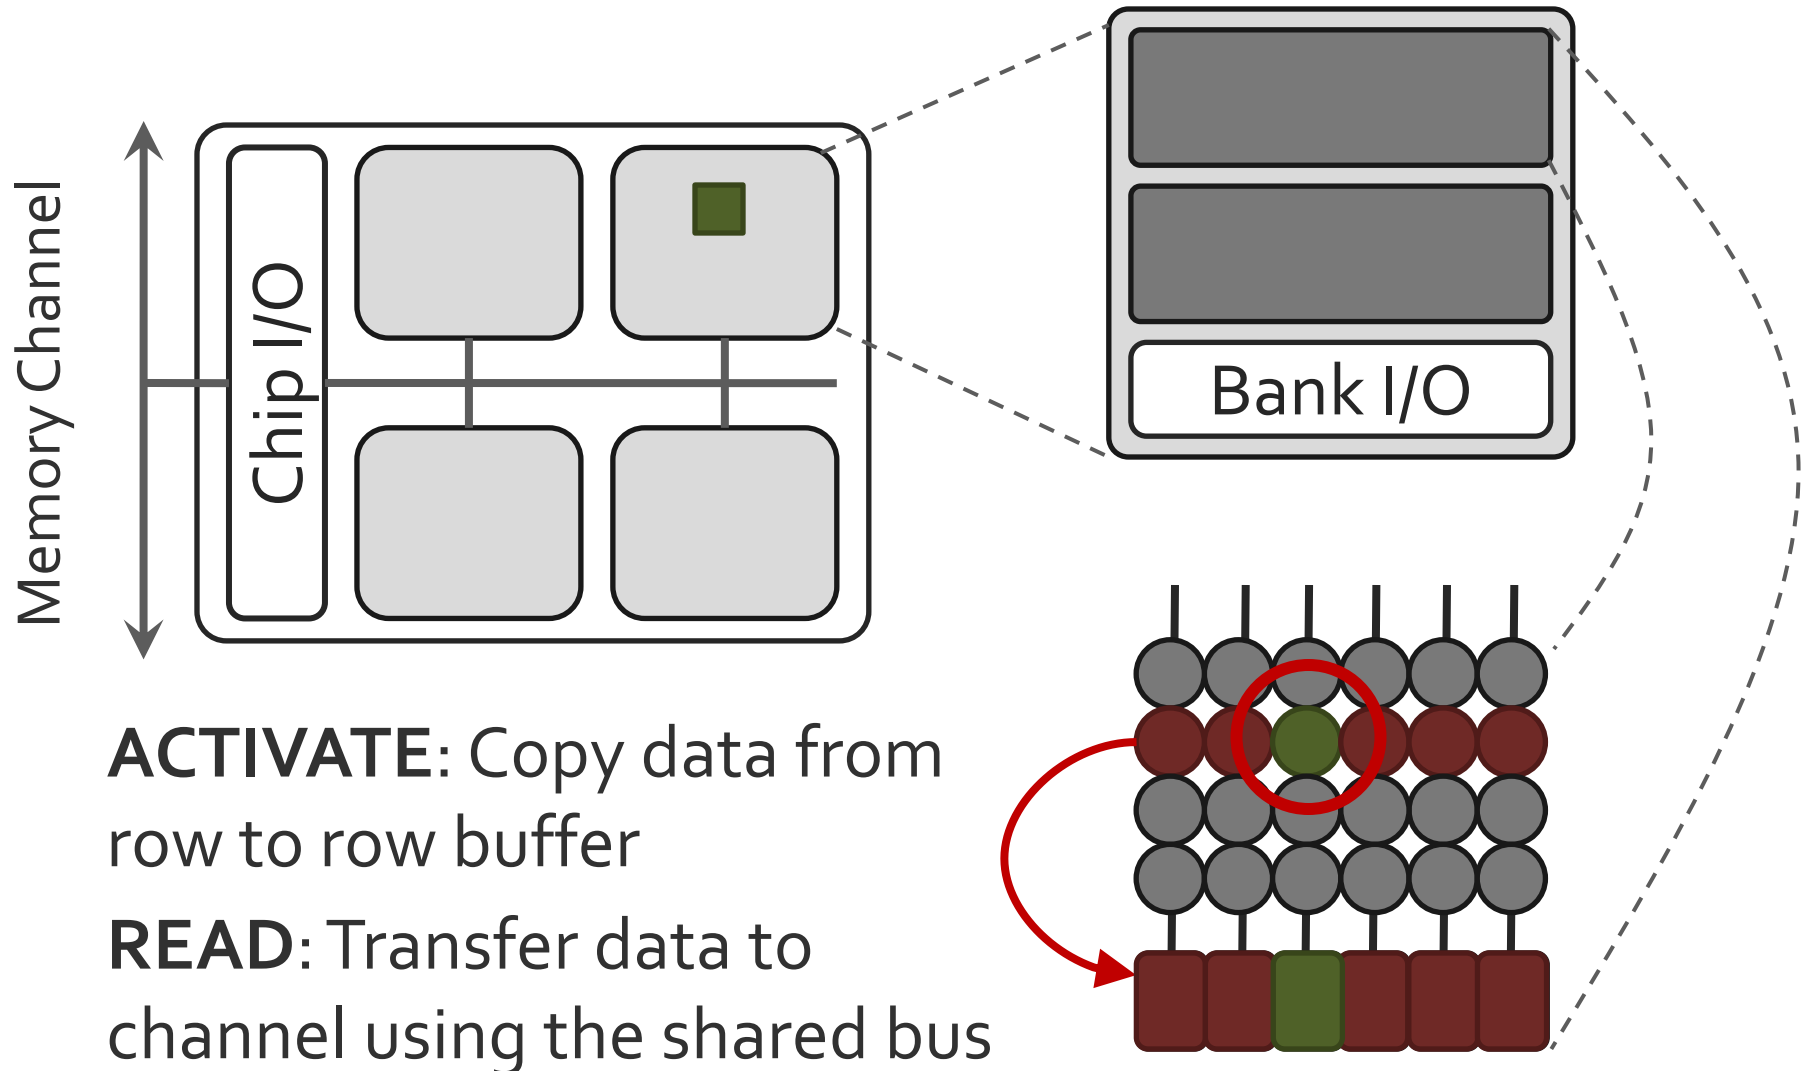 Memory Channel
Chip I/O
Bank I/O
ACTIVATE: Copy data from
row to row buffer
READ: Transfer data to
channel using the shared bus